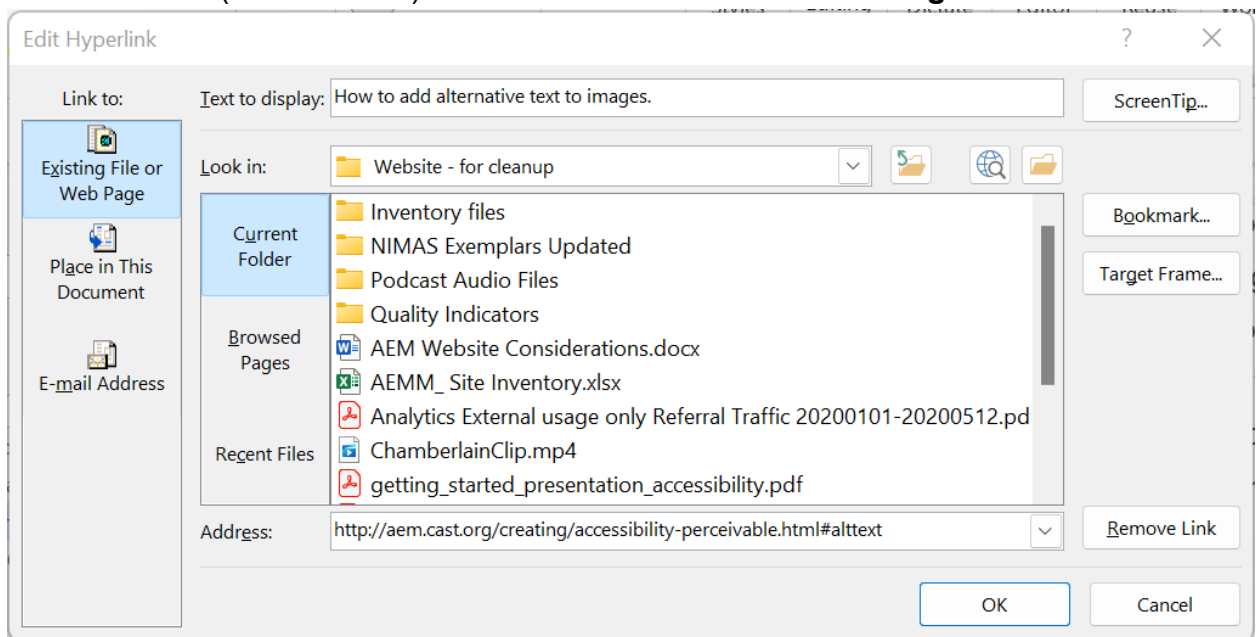 Edit Hyperlink ?
Link to:
Text to display: How to add alternative text to images.
ScreenTip...
Existing File or
Web Page
Place in This
Document
E-mail Address
Look in: Website - for cleanup
Current
Folder
Browsed
Pages
Recent Files
Inventory files
NIMAS Exemplars Updated
Podcast Audio Files
Quality Indicators
AEM Website Considerations.docx
AEMM_ Site Inventory.xlsx
Analytics External usage only Referral Traffic 20200101-20200512.pd
ChamberlainClip.mp4
getting_started_presentation_accessibility.pdf
Bookmark...
Target Frame...
Address: http://aem.cast.org/creating/accessibility-perceivable.html#alttext
Remove Link
OK
Cancel